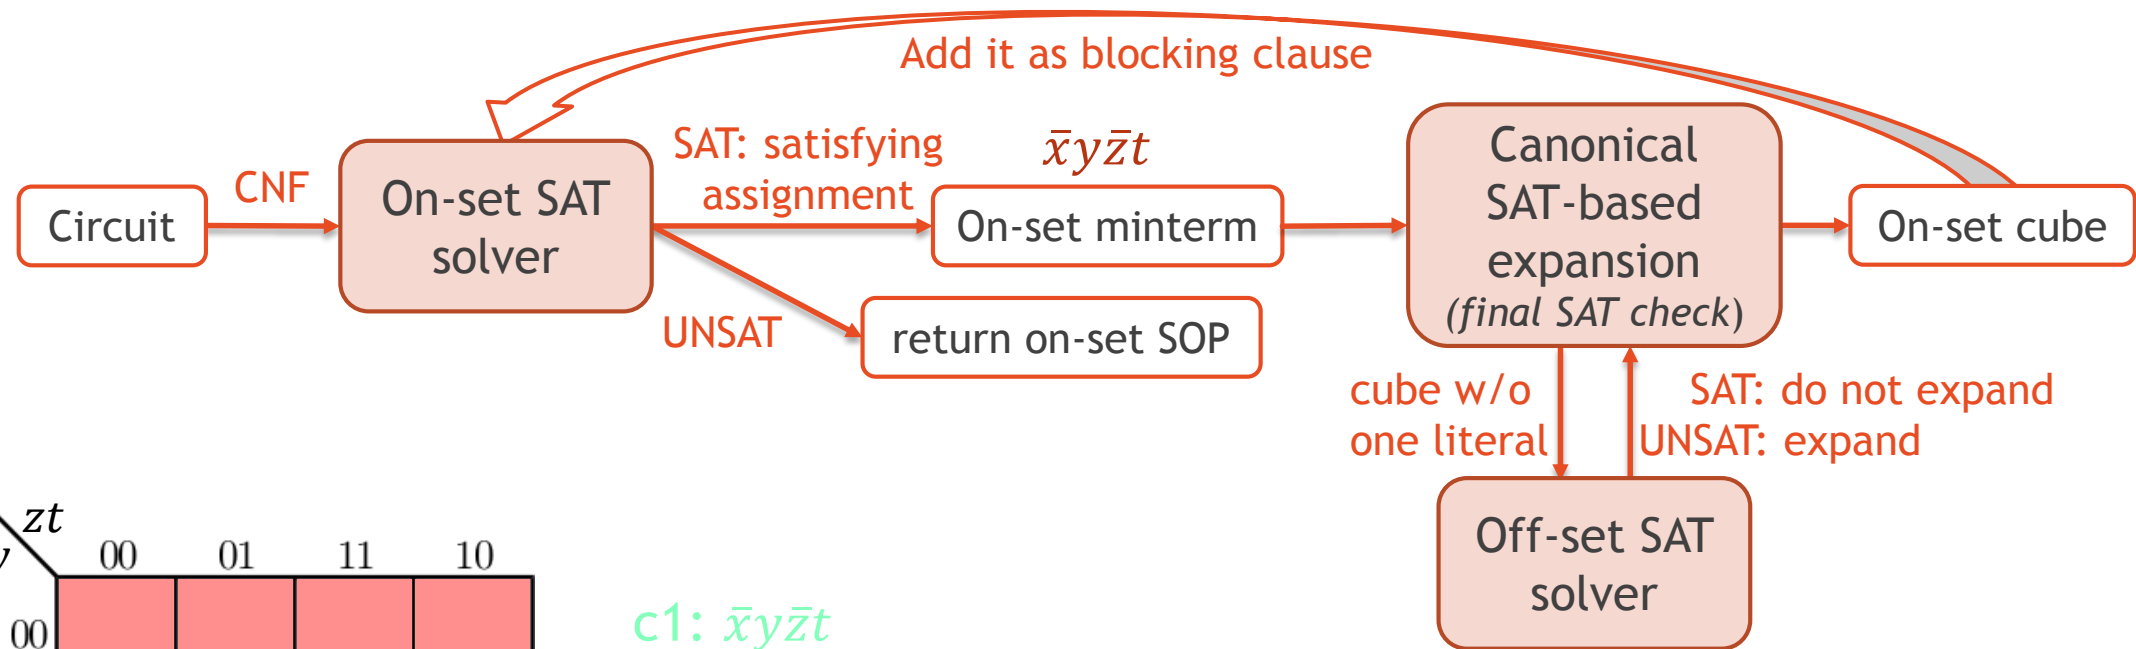 Add it as blocking clause
Circuit
CNF
On-set SAT
solver
SAT: satisfying
assignment
x̄yz̄t
On-set minterm
UNSAT
return on-set SOP
Canonical
SAT-based
expansion
(final SAT check)
On-set cube
cube w/o
one literal
SAT: do not expand
UNSAT: expand
Off-set SAT
solver
zt
y
00 01 11 10
00
c1: x̄yz̄t